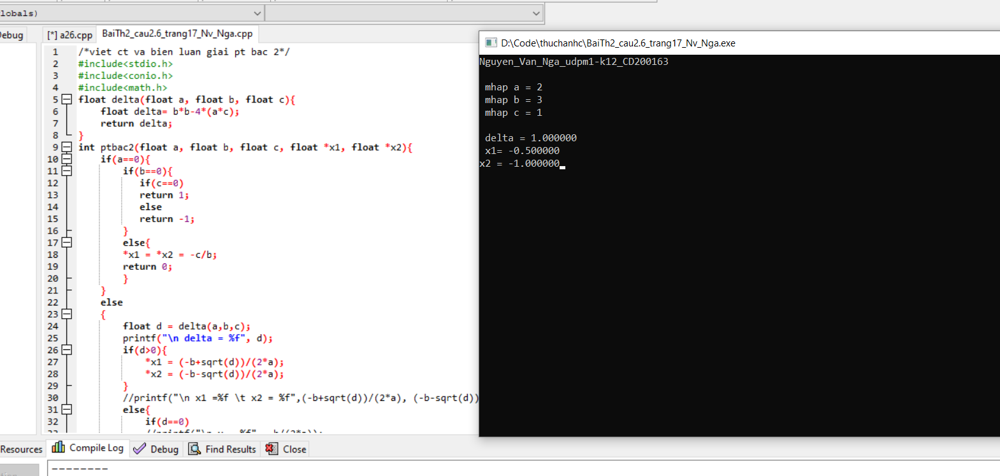 lobals)
Debug
[*] a26.cpp
BaiTh2_cau2.6_trang17_Nv_Nga.cpp
1 /*viet ct va bien luan giai pt bac 2*/
2 #include<stdio.h>
3 #include<conio.h>
4 #include<math.h>
5 float delta(float a, float b, float c){
6 float delta= b*b-4*(a*c);
7 return delta;
8 }
9 int ptbac2(float a, float b, float c, float *x1, float *x2){
10 if(a==0){
11 if(b==0){
12 if(c==0)
13 return 1;
14 else
15 return -1;
16 }
17 else{
18 *x1 = *x2 = -c/b;
19 return 0;
20 }
21 }
22 else
23 {
24 float d = delta(a,b,c);
25 printf("\n delta = %f", d);
26 if(d>0){
27 *x1 = (-b+sqrt(d))/(2*a);
28 *x2 = (-b-sqrt(d))/(2*a);
29 }
30 //printf("\n x1 =%f \t x2 = %f",(-b+sqrt(d))/(2*a), (-b-sqrt(d))
31 else{
32 if(d==0)
D:\Code\thuchanhc\BaiTh2_cau2.6_trang17_Nv_Nga.exe
Nguyen_Van_Nga_udpm1-k12_CD200163
mhap a = 2
mhap b = 3
mhap c = 1
delta = 1.000000
x1= -0.500000
x2 = -1.000000
Resources
Compile Log
Debug
Find Results
Close
--------